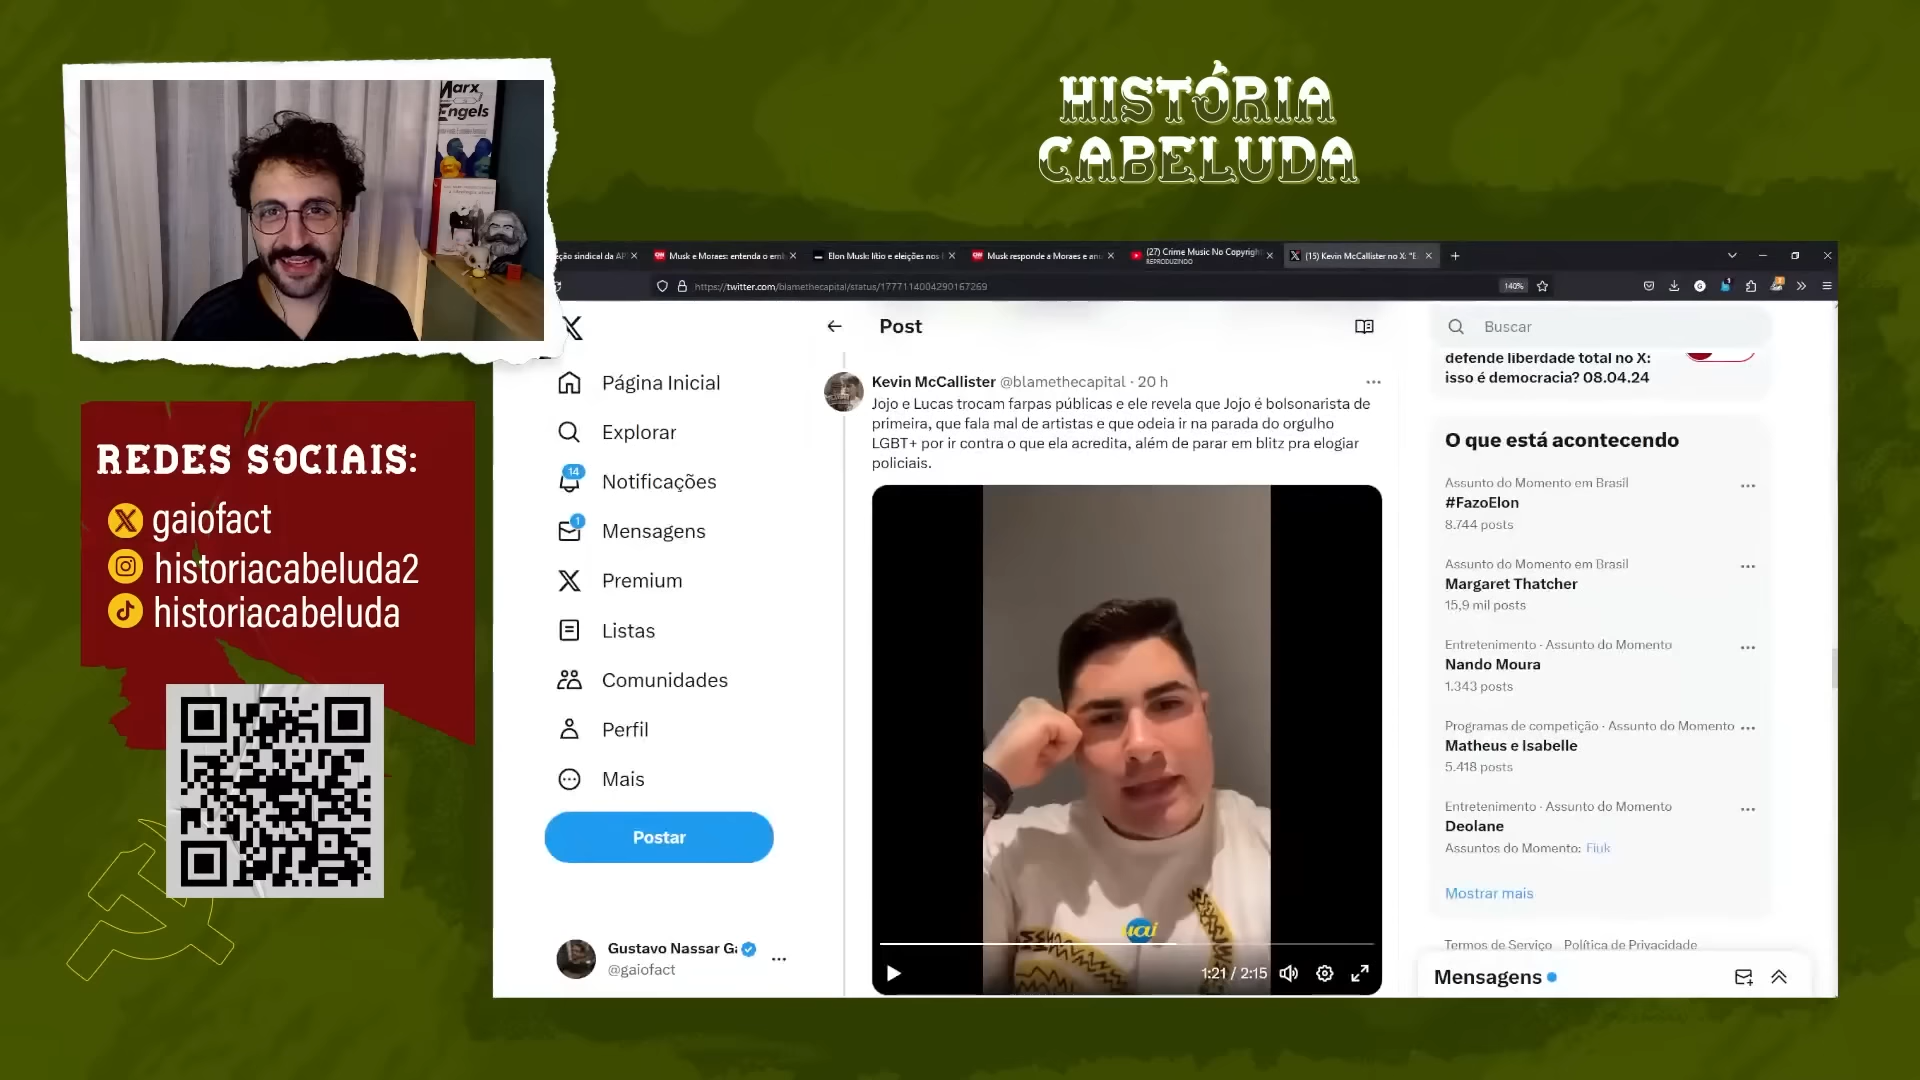 Marx
Engels
HISTÓRIA
CABELUDA
REDES SOCIAIS:
gaiofact
historiacabeluda2
historiacabeluda
Musk e Moraes: entenda o em
Elon Musk: lítio e eleições nos
Musk responde a Moraes e an
(27) Crime Music No Copyright
REPRODUZINDO
(15) Kevin McCallister no X: "E
https://twitter.com/blamethecapital/status/1777114004290167269
140%
Página Inicial
Explorar
14
Notificações
1
Mensagens
Premium
Listas
Comunidades
Perfil
Mais
Postar
Gustavo Nassar Ga
@gaiofact
Post
Kevin McCallister @blamethecapital · 20 h
Jojo e Lucas trocam farpas públicas e ele revela que Jojo é bolsonarista de
primeira, que fala mal de artistas e que odeia ir na parada do orgulho
LGBT+ por ir contra o que ela acredita, além de parar em blitz pra elogiar
policiais.
uai
1:21 / 2:15
Buscar
defende liberdade total no X:
isso é democracia? 08.04.24
O que está acontecendo
Assunto do Momento em Brasil
#FazoElon
8.744 posts
Assunto do Momento em Brasil
Margaret Thatcher
15,9 mil posts
Entretenimento · Assunto do Momento
Nando Moura
1.343 posts
Programas de competição · Assunto do Momento
Matheus e Isabelle
5.418 posts
Entretenimento · Assunto do Momento
Deolane
Assuntos do Momento: Fiuk
Mostrar mais
Termos de Serviço Política de Privacidade
Mensagens